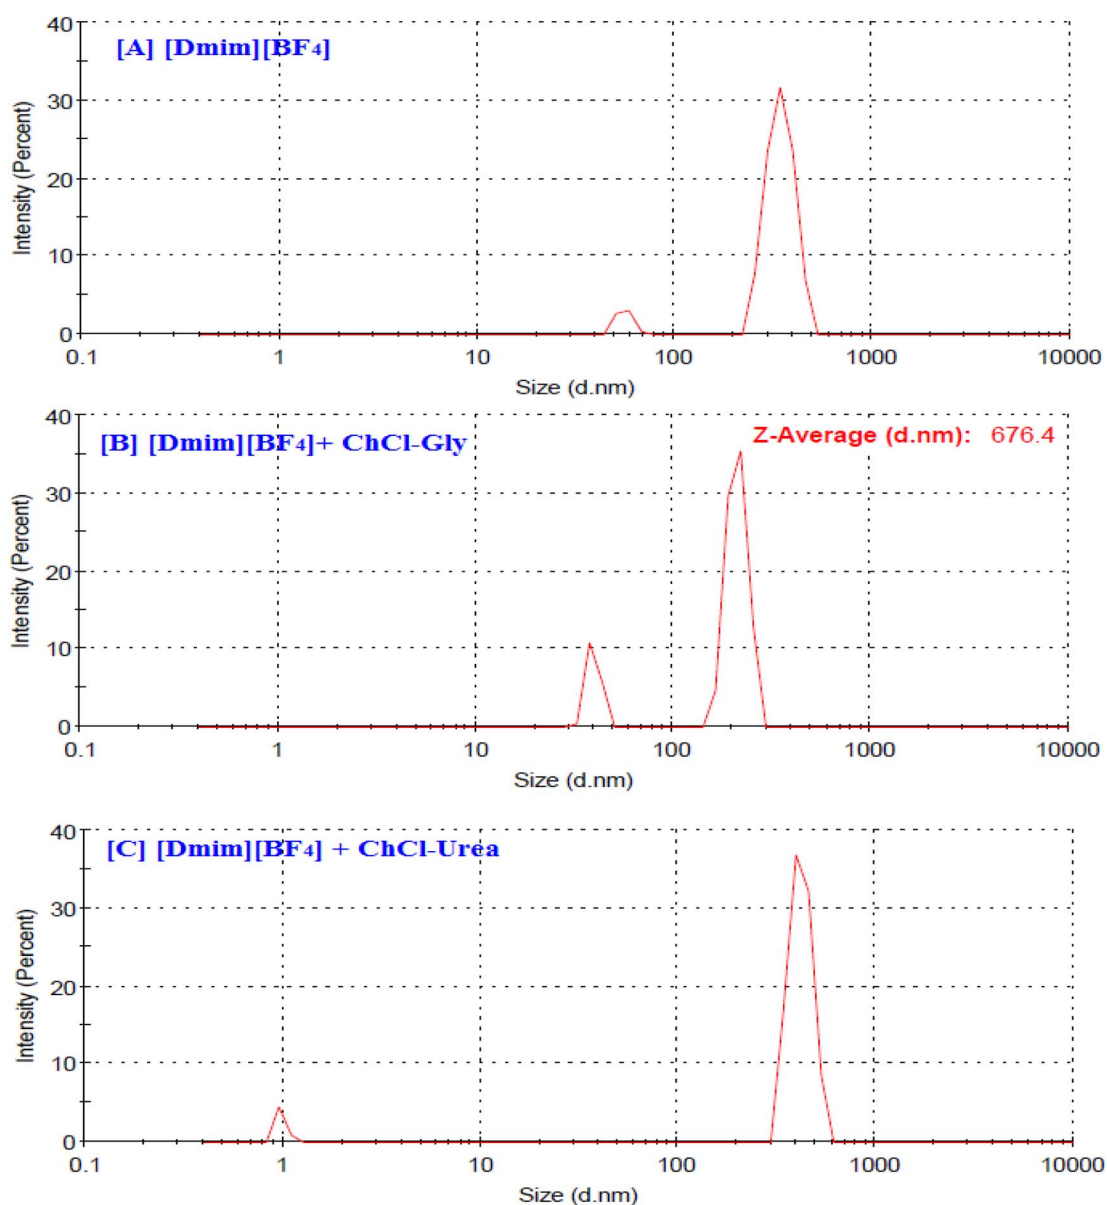 [A] [Dmim][BF4]
Intensity (Percent)
40
30
20
10
0
0.1 1 10 100 1000 10000
Size (d.nm)
[B] [Dmim][BF4]+ ChCl-Gly
Z-Average (d.nm): 676.4
Intensity (Percent)
40
30
20
10
0
0.1 1 10 100 1000 10000
Size (d.nm)
[C] [Dmim][BF4] + ChCl-Urea
Intensity (Percent)
40
30
20
10
0
0.1 1 10 100 1000 10000
Size (d.nm)